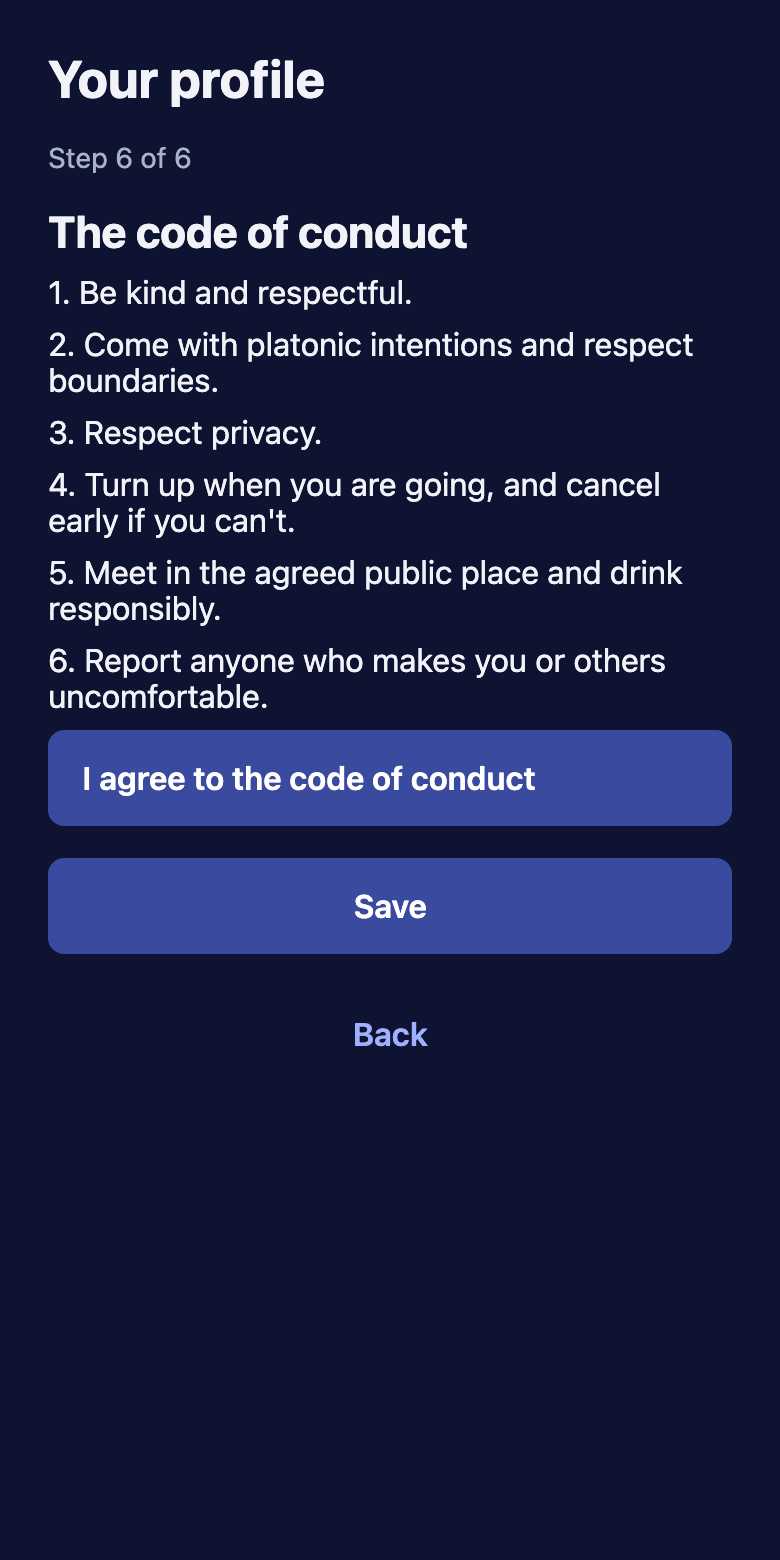 Your profile
Step 6 of 6
The code of conduct
1. Be kind and respectful.
2. Come with platonic intentions and respect
boundaries.
3. Respect privacy.
4. Turn up when you are going, and cancel
early if you can't.
5. Meet in the agreed public place and drink
responsibly.
6. Report anyone who makes you or others
uncomfortable.
I agree to the code of conduct
Save
Back